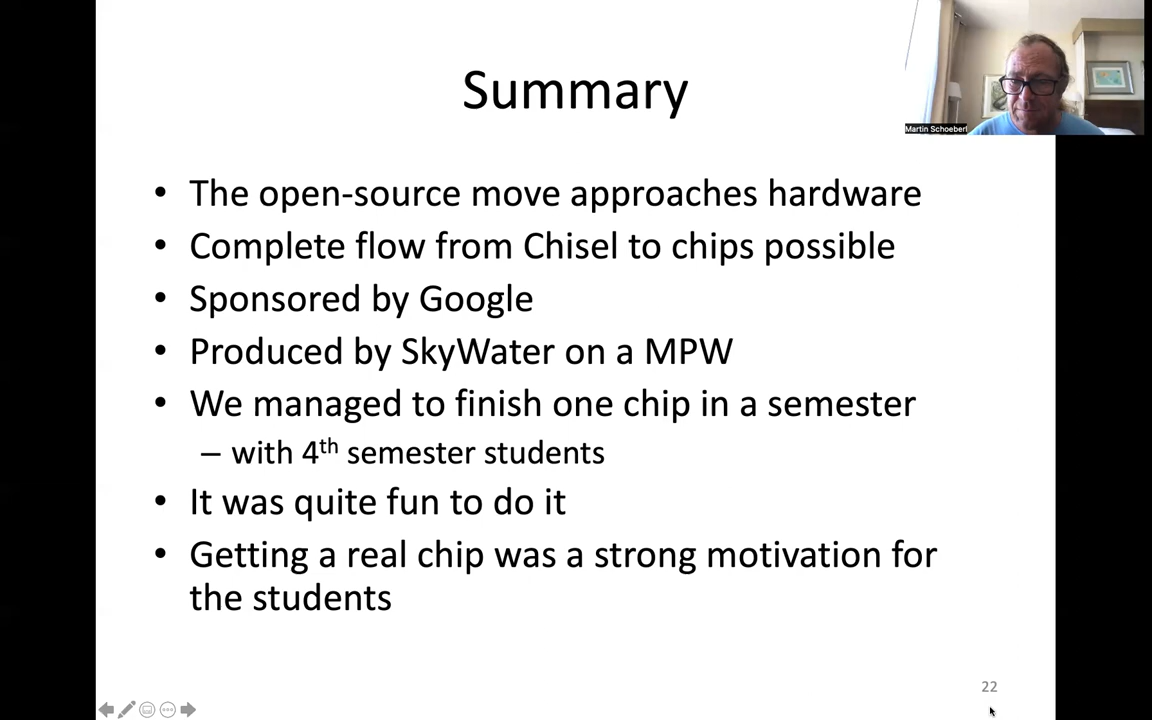 Summary
Martin Schoeberl
• The open-source move approaches hardware
• Complete flow from Chisel to chips possible
• Sponsored by Google
• Produced by SkyWater on a MPW
• We managed to finish one chip in a semester
– with 4th semester students
• It was quite fun to do it
• Getting a real chip was a strong motivation for
the students
22